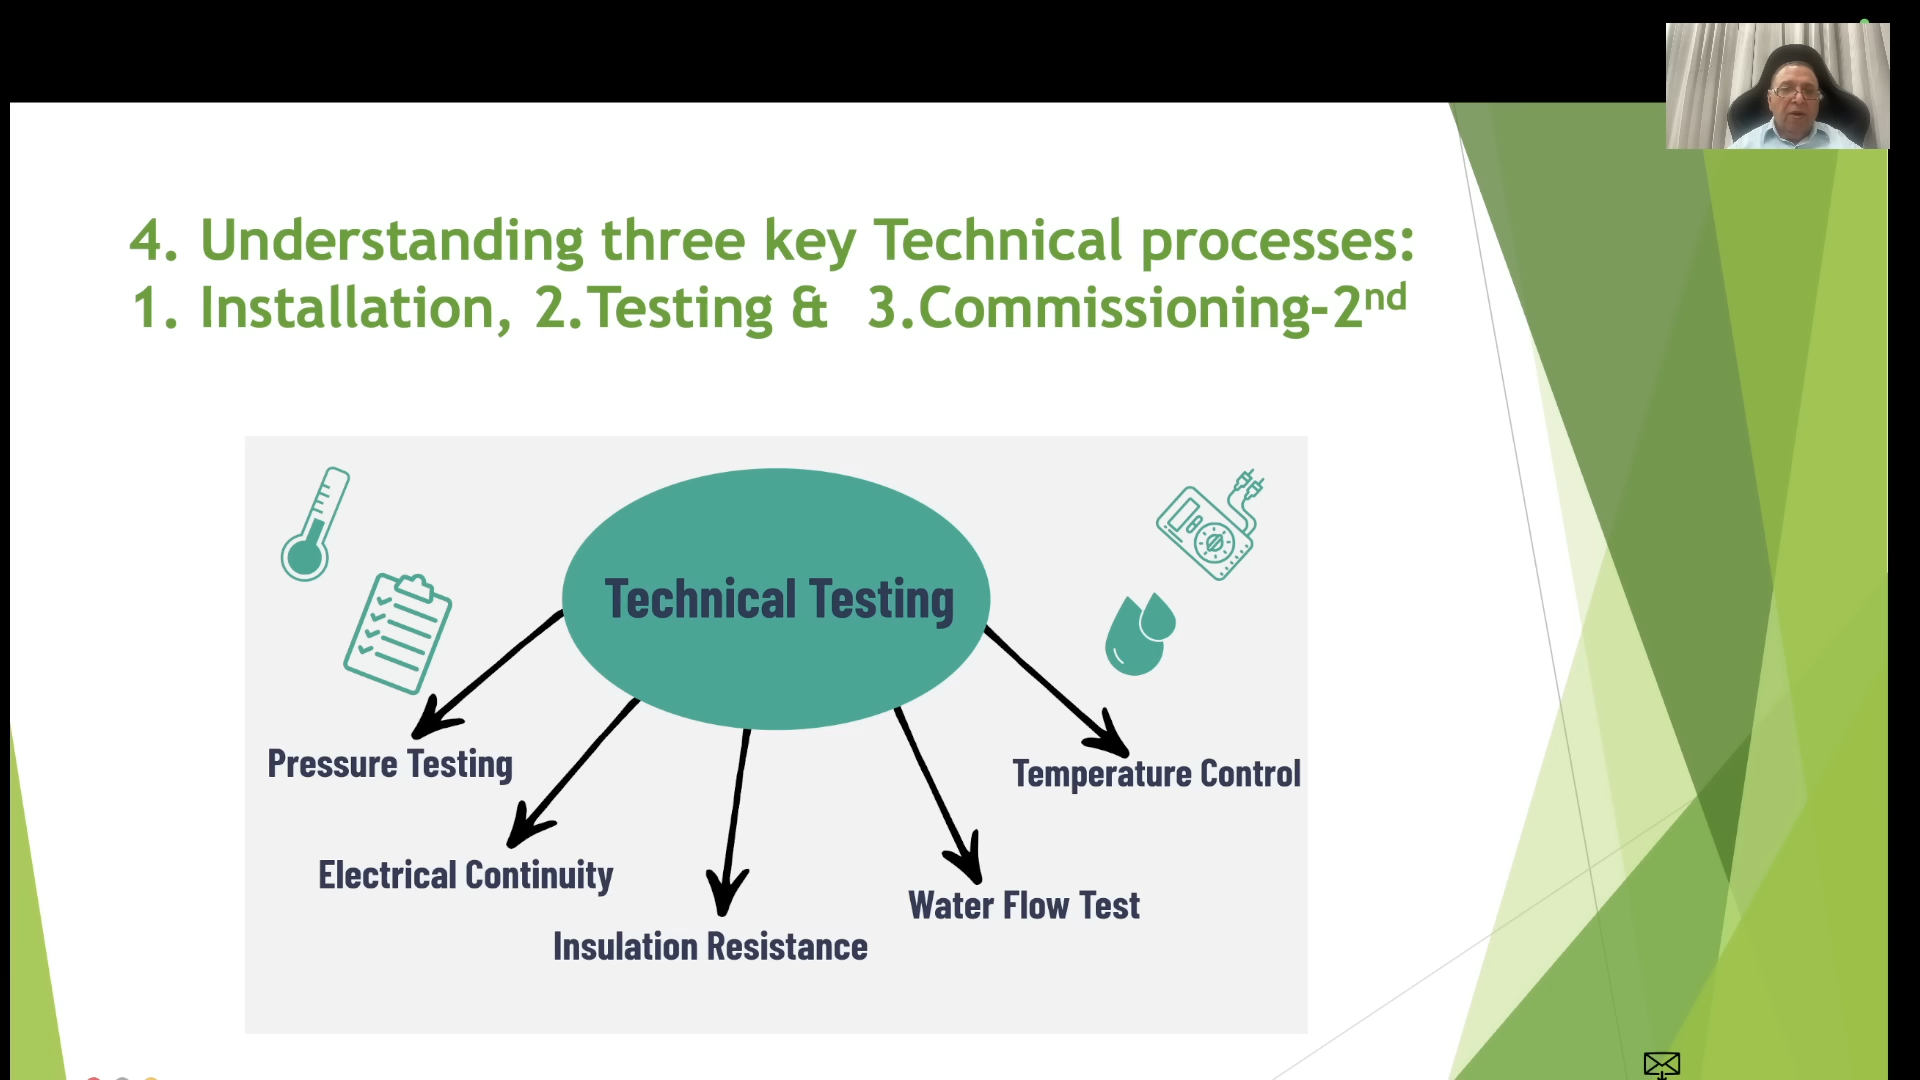 4. Understanding three key Technical processes:
1. Installation, 2.Testing & 3.Commissioning-2nd
Technical Testing
Pressure Testing
Temperature Control
Electrical Continuity
Water Flow Test
Insulation Resistance